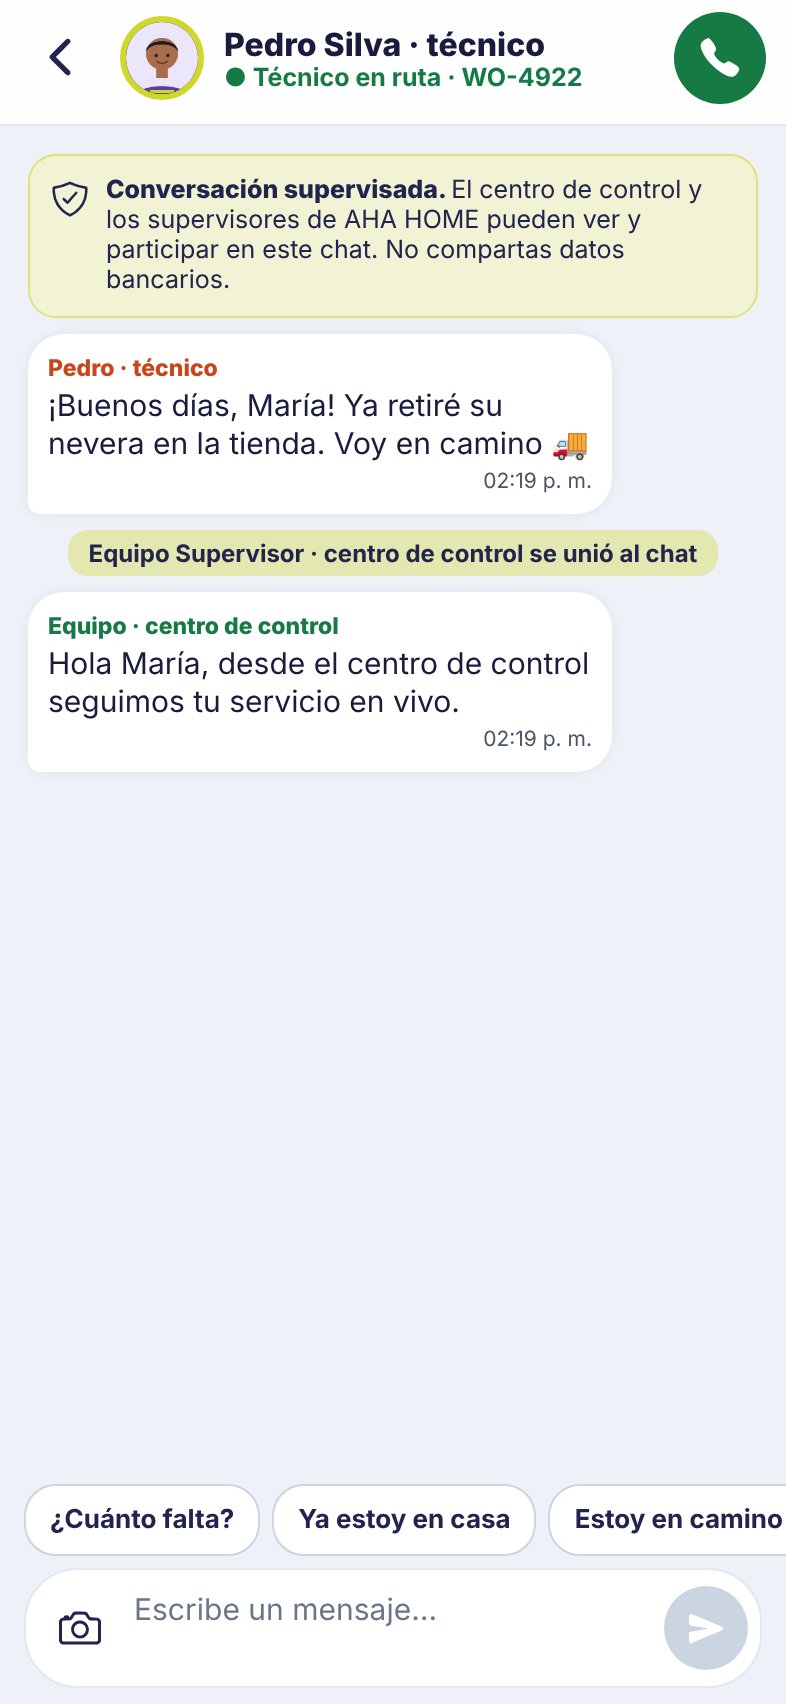 Pedro Silva · técnico
Técnico en ruta · WO-4922
Conversación supervisada. El centro de control y
los supervisores de AHA HOME pueden ver y
participar en este chat. No compartas datos
bancarios.
Pedro · técnico
¡Buenos días, María! Ya retiré su
nevera en la tienda. Voy en camino 🚚
02:19 p. m.
Equipo Supervisor · centro de control se unió al chat
Equipo · centro de control
Hola María, desde el centro de control
seguimos tu servicio en vivo.
02:19 p. m.
¿Cuánto falta?
Ya estoy en casa
Estoy en camino
Escribe un mensaje...